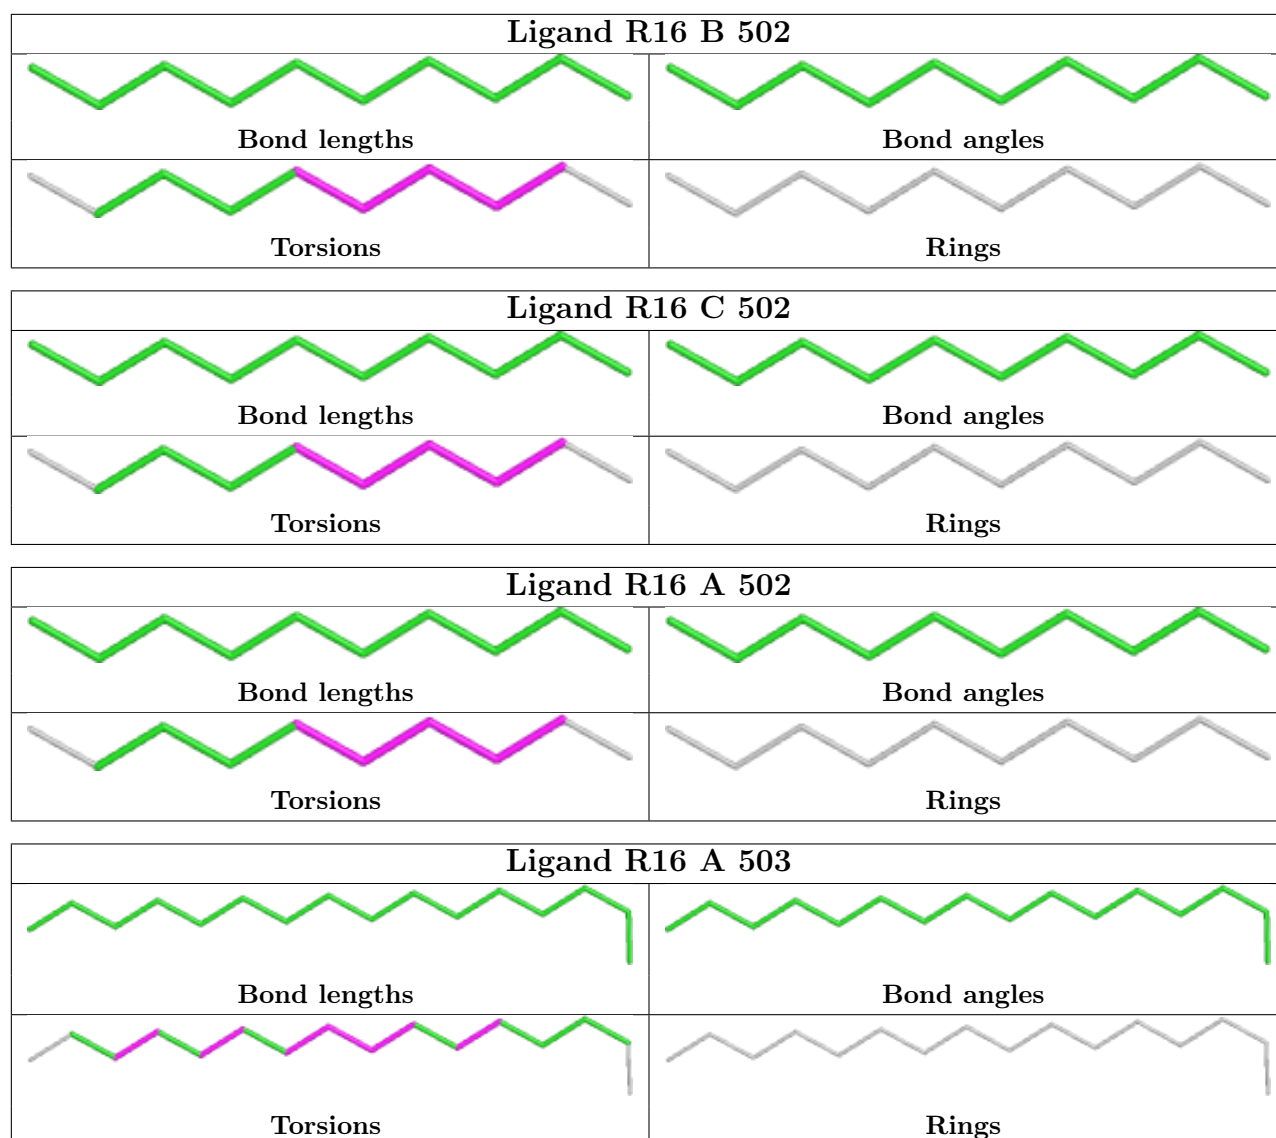 Ligand R16 B 502
Bond lengths Bond angles
Torsions Rings
Ligand R16 C 502
Bond lengths Bond angles
Torsions Rings
Ligand R16 A 502
Bond lengths Bond angles
Torsions Rings
Ligand R16 A 503
Bond lengths Bond angles
Torsions Rings